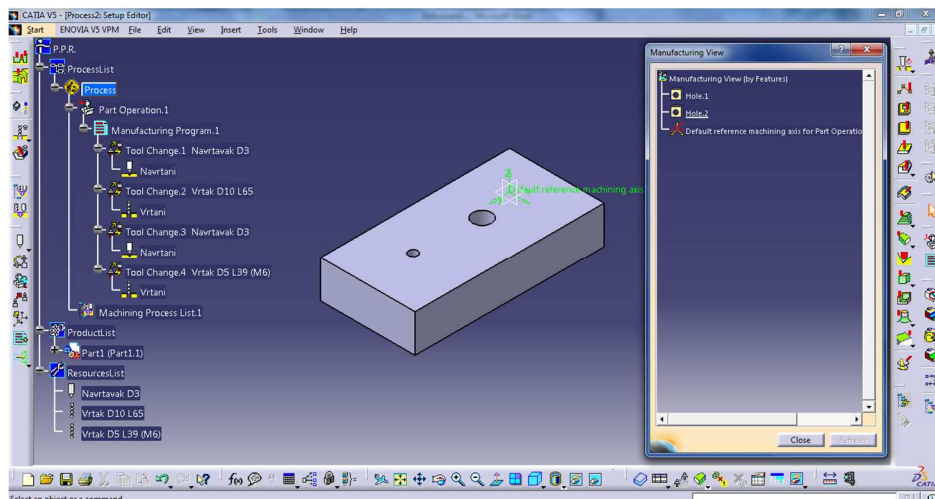 CATIA V5 - [Process2: Setup Editor]
Start ENOVIA V5 VPM File Edit View Insert Tools Window Help
P.P.R.
ProcessList
Process
Part Operation.1
Manufacturing Program.1
Tool Change.1 Navrtavak D3
Navrtani
Tool Change.2 Vrtak D10 L65
Vrtani
Tool Change.3 Navrtavak D3
Navrtani
Tool Change.4 Vrtak D5 L39 (M6)
Vrtani
Machining Process List.1
ProductList
Part1 (Part1.1)
ResourcesList
Navrtavak D3
Vrtak D10 L65
Vrtak D5 L39 (M6)
Z
Default reference machining axis
Manufacturing View
Manufacturing View (by Features)
Hole.1
Hole.2
Default reference machining axis for Part Operatio
Close Refresh
Select an object or a command
CATIA